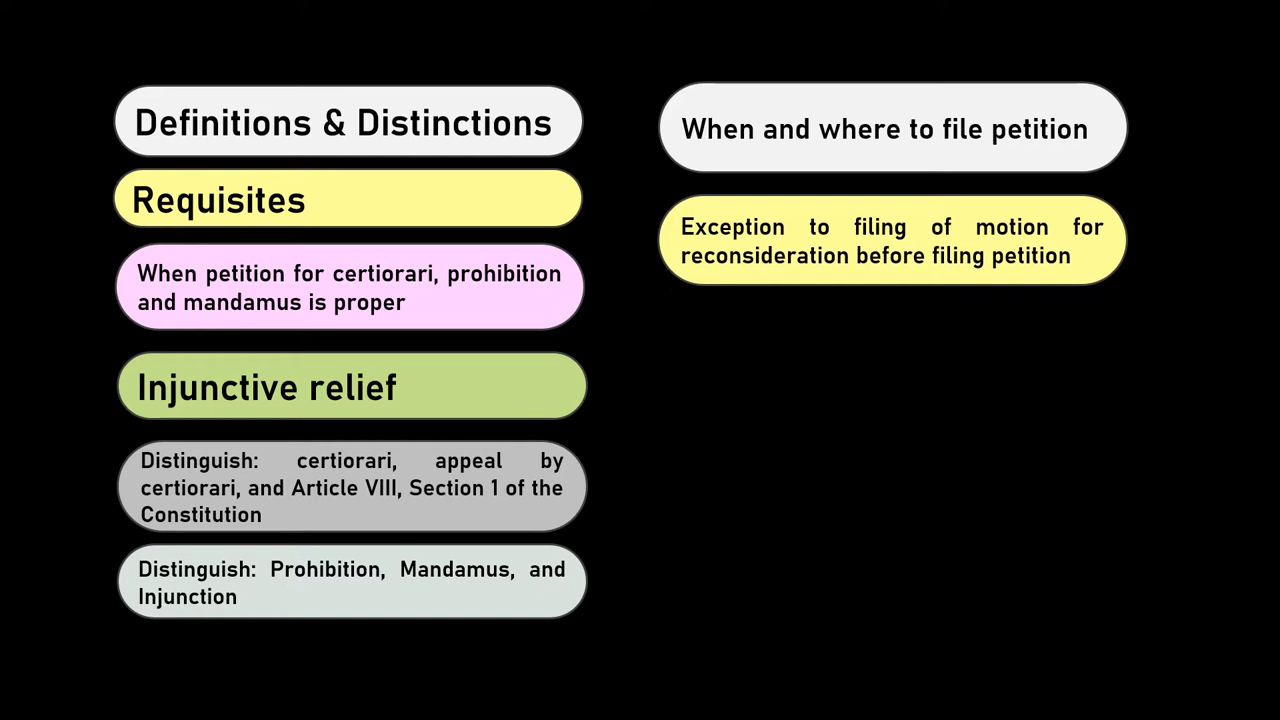 Definitions & Distinctions
Requisites
When petition for certiorari, prohibition
and mandamus is proper
Injunctive relief
Distinguish: certiorari, appeal by
certiorari, and Article VIII, Section 1 of the
Constitution
Distinguish: Prohibition, Mandamus, and
Injunction
When and where to file petition
Exception to filing of motion for
reconsideration before filing petition